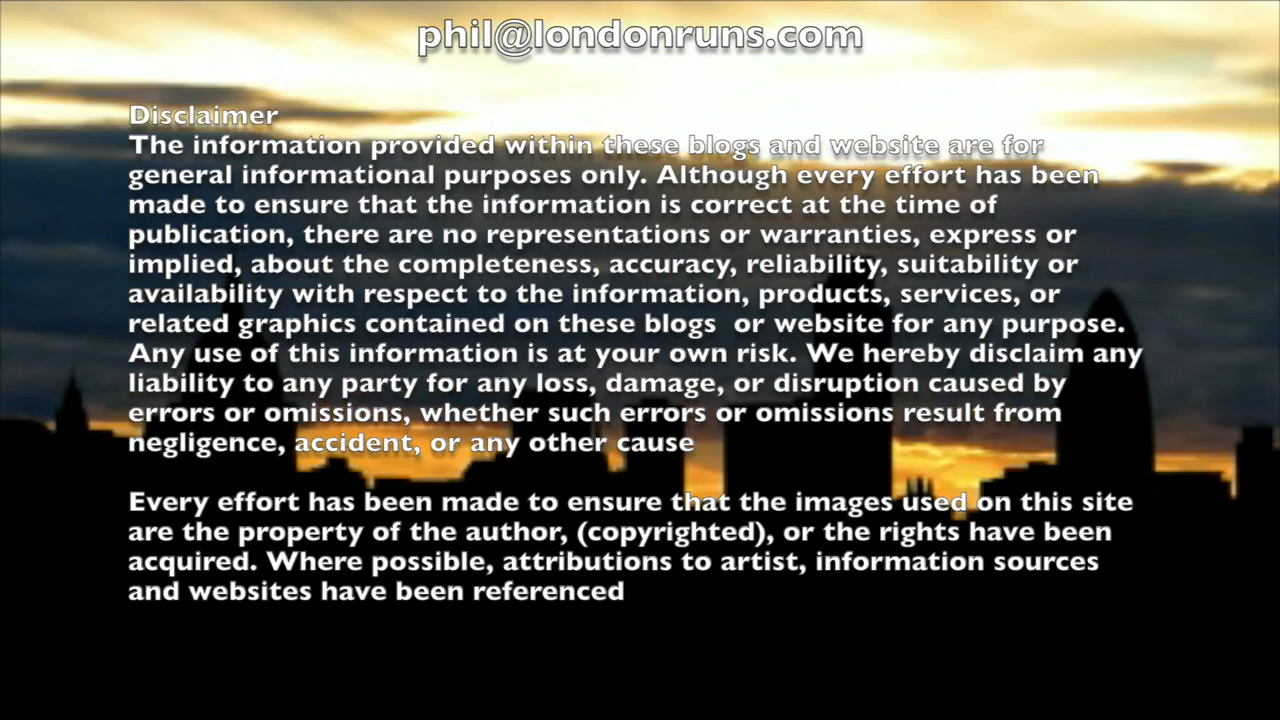 phil@londonruns.com
Disclaimer
The information provided within these blogs and website are for
general informational purposes only. Although every effort has been
made to ensure that the information is correct at the time of
publication, there are no representations or warranties, express or
implied, about the completeness, accuracy, reliability, suitability or
availability with respect to the information, products, services, or
related graphics contained on these blogs  or website for any purpose.
Any use of this information is at your own risk. We hereby disclaim any
liability to any party for any loss, damage, or disruption caused by
errors or omissions, whether such errors or omissions result from
negligence, accident, or any other cause
Every effort has been made to ensure that the images used on this site
are the property of the author, (copyrighted), or the rights have been
acquired. Where possible, attributions to artist, information sources
and websites have been referenced